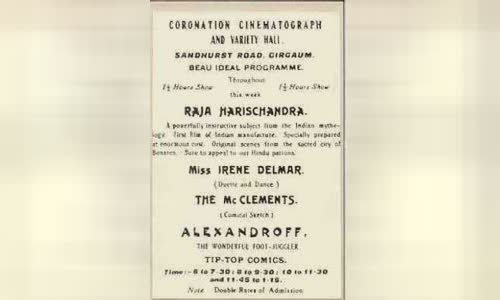 CORONATION CINEMATOGRAPH
AND VARIETY HALL.
SANDHURST ROAD, GIRGAUM.
BEAU IDEAL PROGRAMME.
Throughout
1½ Hours Show 1½ Hours Show
this week
RAJA HARISCHANDRA.
A powerfully instructive subject from the Indian mytho-
logy. First film of Indian manufacture. Specially prepared
at enormous cost. Original scenes from the sacred city of
Benares. Sure to appeal to our Hindu patrons.
Miss IRENE DELMAR.
(Duette and Dance)
THE McCLEMENTS.
(Comical Sketch)
ALEXANDROFF,
THE WONDERFUL FOOT-JUGGLER
TIP-TOP COMICS.
Time:-6 to 7-30: 8 to 9-30: 10 to 11-30
and 11-45 to 1-15.
Note Double Rates of Admission